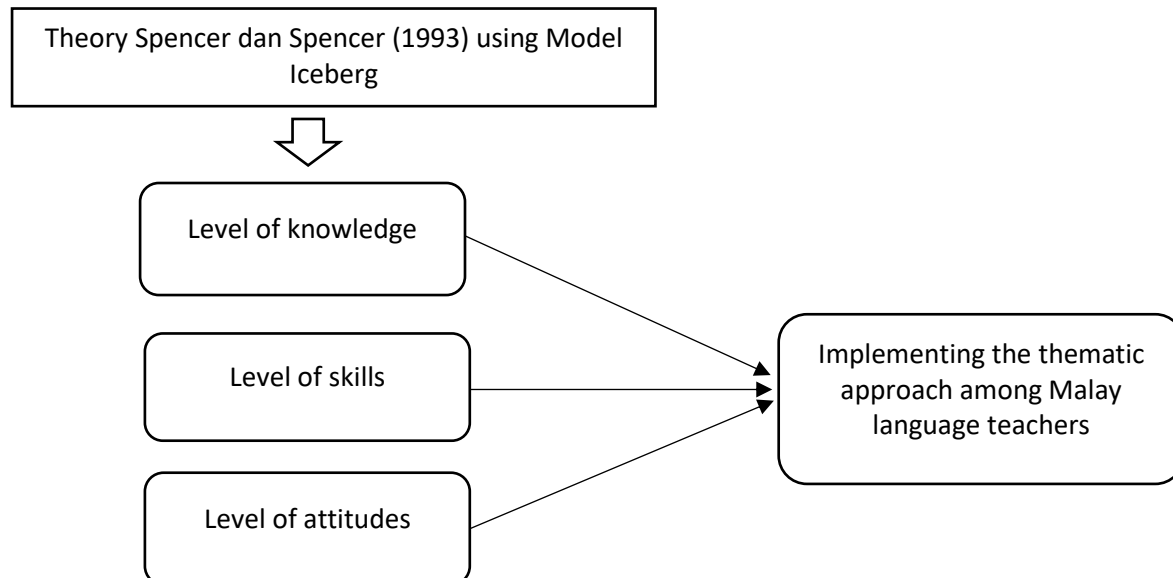 Theory Spencer dan Spencer (1993) using Model
Iceberg
Level of knowledge
Level of skills
Level of attitudes
Implementing the thematic
approach among Malay
language teachers